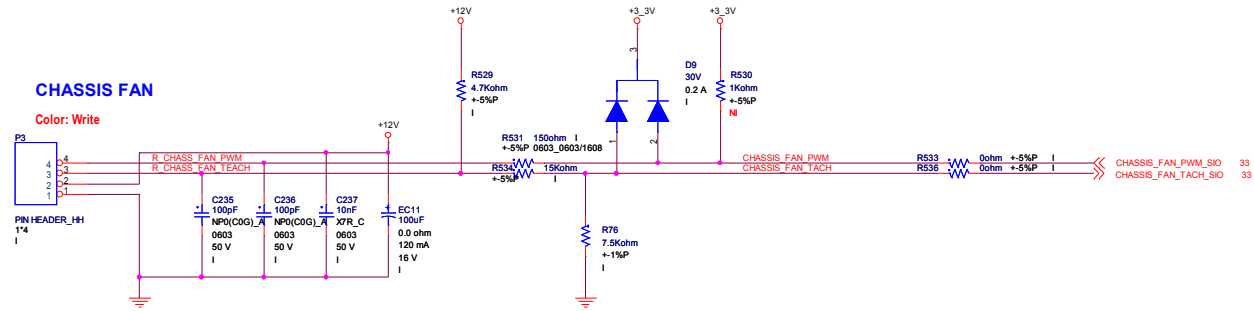 +12V
+3_3V
+3_3V
CHASSIS FAN
Color: Write
P3
4
3
2
1
4
3
2
1
PIN HEADER_HH
1*4
I
R_CHASS_FAN_PWM
R_CHASS_FAN_TEACH
+12V
C235
100pF
NP0(C0G)_A
0603
50 V
I
C236
100pF
NP0(C0G)_A
0603
50 V
I
C237
10nF
X7R_C
0603
50 V
I
EC11
100uF
0.0 ohm
120 mA
16 V
I
R529
4.7Kohm
+-5%P
I
R531 150ohm I
+-5%P 0603_0603/1608
R534 15Kohm I
+-5%P
3
1
2
D9
30V
0.2 A
I
R530
1Kohm
+-5%P
NI
R76
7.5Kohm
+-1%P
I
CHASSIS_FAN_PWM
CHASSIS_FAN_TACH
R533 0ohm +-5%P I
R536 0ohm +-5%P I
CHASSIS_FAN_PWM_SIO 33
CHASSIS_FAN_TACH_SIO 33